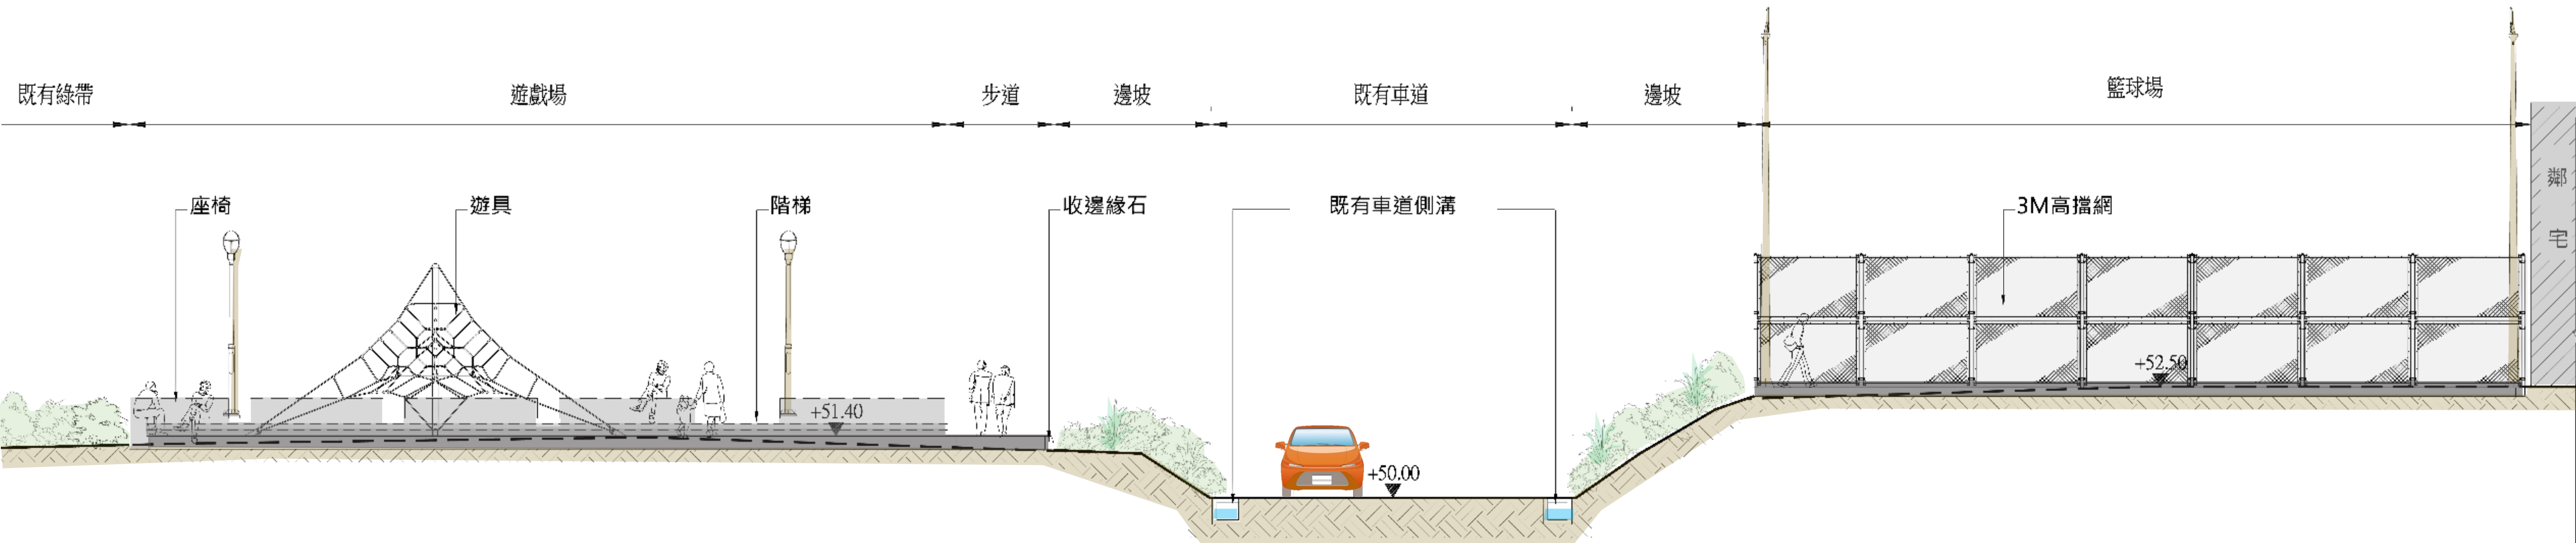 既有綠帶
遊戲場
步道
邊坡
既有車道
邊坡
籃球場
座椅
遊具
階梯
收邊緣石
既有車道側溝
3M高擋網
鄰
宅
+51.40
+50.00
+52.50